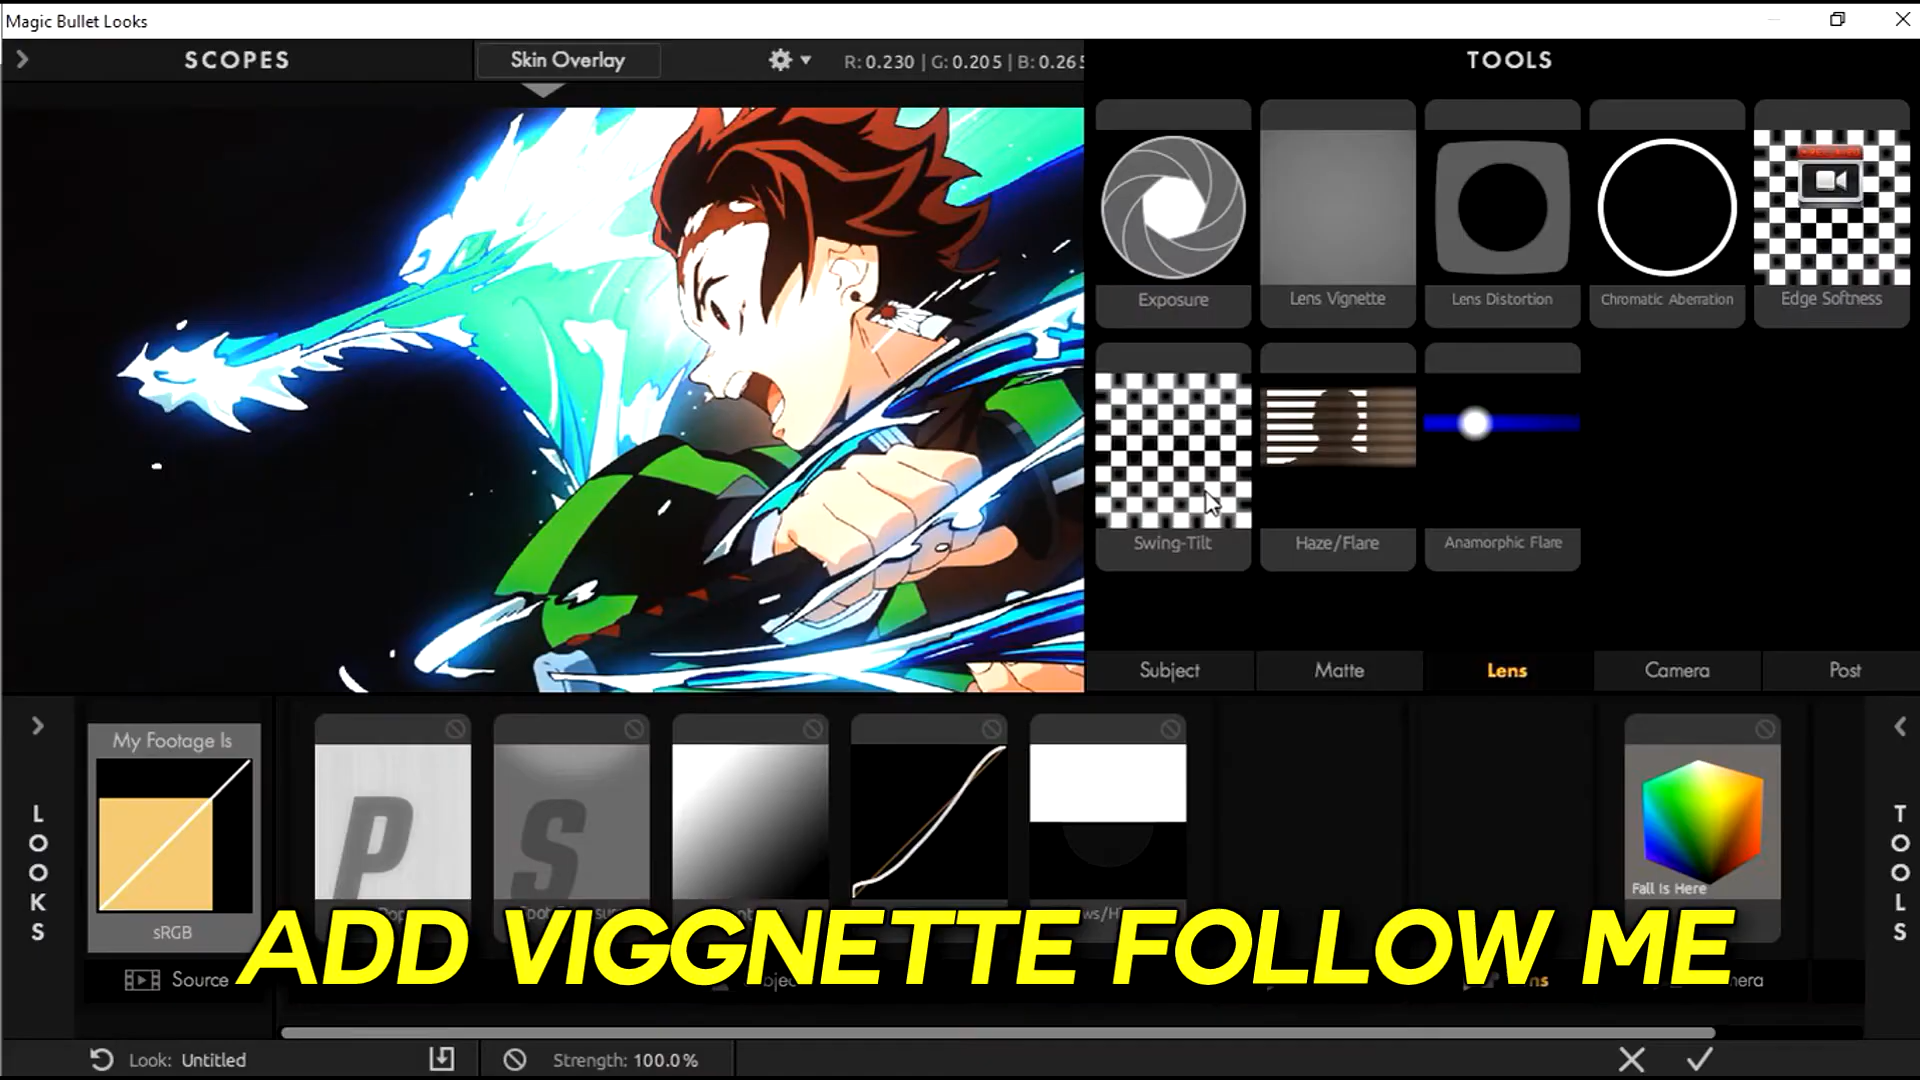 Magic Bullet Looks
SCOPES
Skin Overlay
R: 0.230 | G: 0.205 | B: 0.265
TOOLS
Exposure
Lens Vignette
Lens Distortion
Chromatic Aberration
Edge Softness
Swing-Tilt
Haze/Flare
Anamorphic Flare
Subject
Matte
Lens
Camera
Post
LOOKS
My Footage Is
sRGB
Source
P
S
Fall Is Here
TOOLS
ADD VIGGNETTE FOLLOW ME
Look: Untitled
Strength: 100.0%